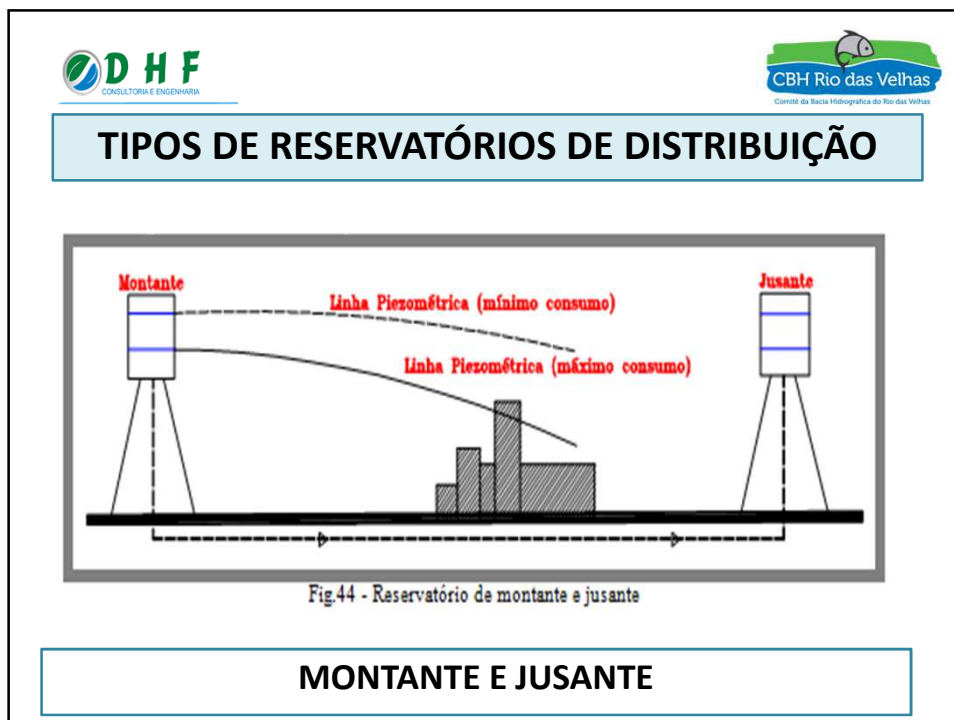 D H F
CONSULTORIA E ENGENHARIA
CBH Rio das Velhas
Comitê da Bacia Hidrográfica do Rio das Velhas
TIPOS DE RESERVATÓRIOS DE DISTRIBUIÇÃO
Montante
Jusante
Linha Piezométrica (mínimo consumo)
Linha Piezométrica (máximo consumo)
Fig.44 - Reservatório de montante e jusante
MONTANTE E JUSANTE